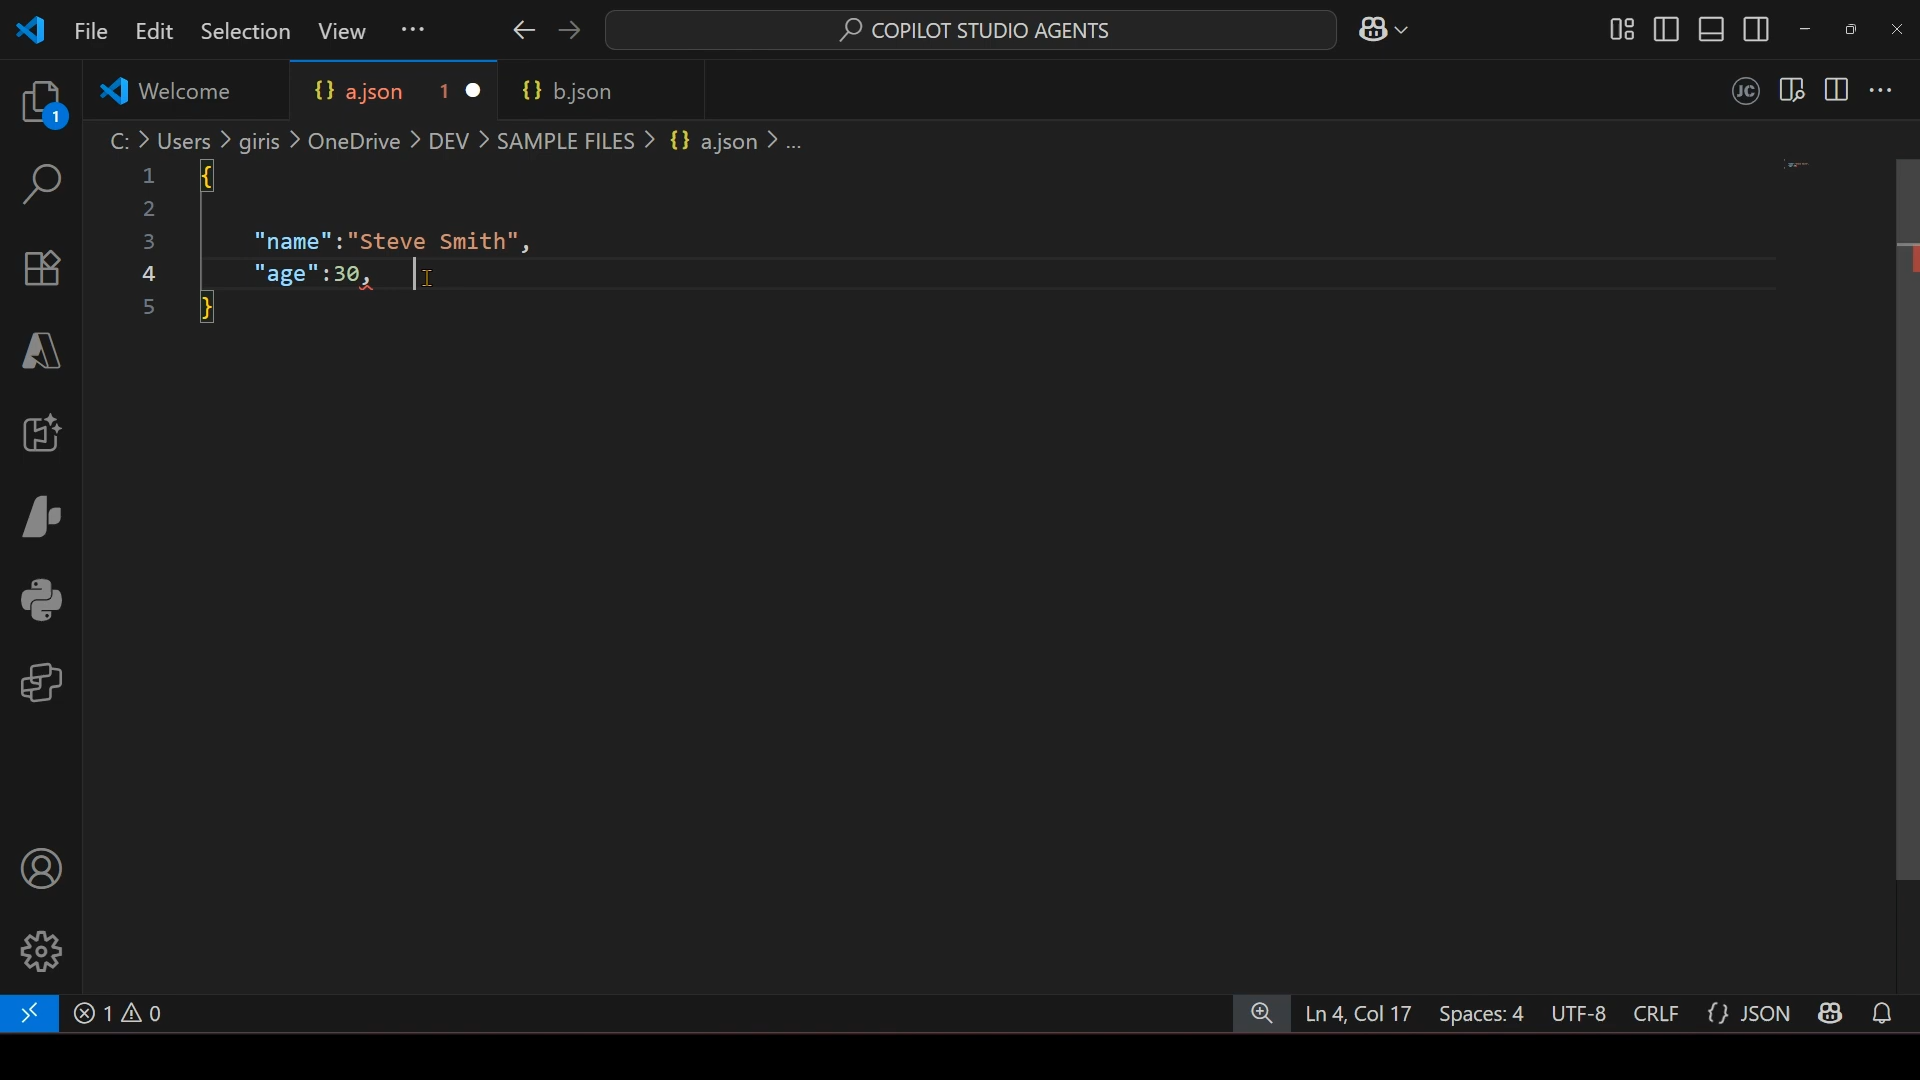 File Edit Selection View ... COPILOT STUDIO AGENTS
Welcome {} a.json 1 {} b.json JC ...
C: > Users > giris > OneDrive > DEV > SAMPLE FILES > {} a.json > ...
1 {
2
3 "name":"Steve Smith",
4 "age":30,
5 }
1
1 0 Ln 4, Col 17 Spaces: 4 UTF-8 CRLF {} JSON